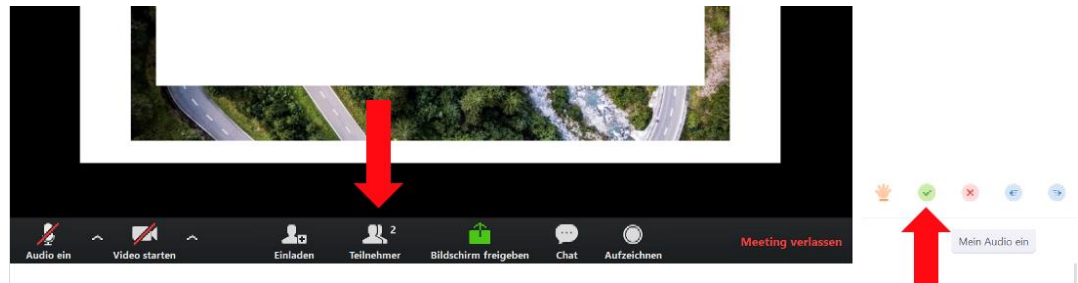 2
Audio ein Video starten Einladen Teilnehmer Bildschirm freigeben Chat Aufzeichnen Meeting verlassen
Mein Audio ein